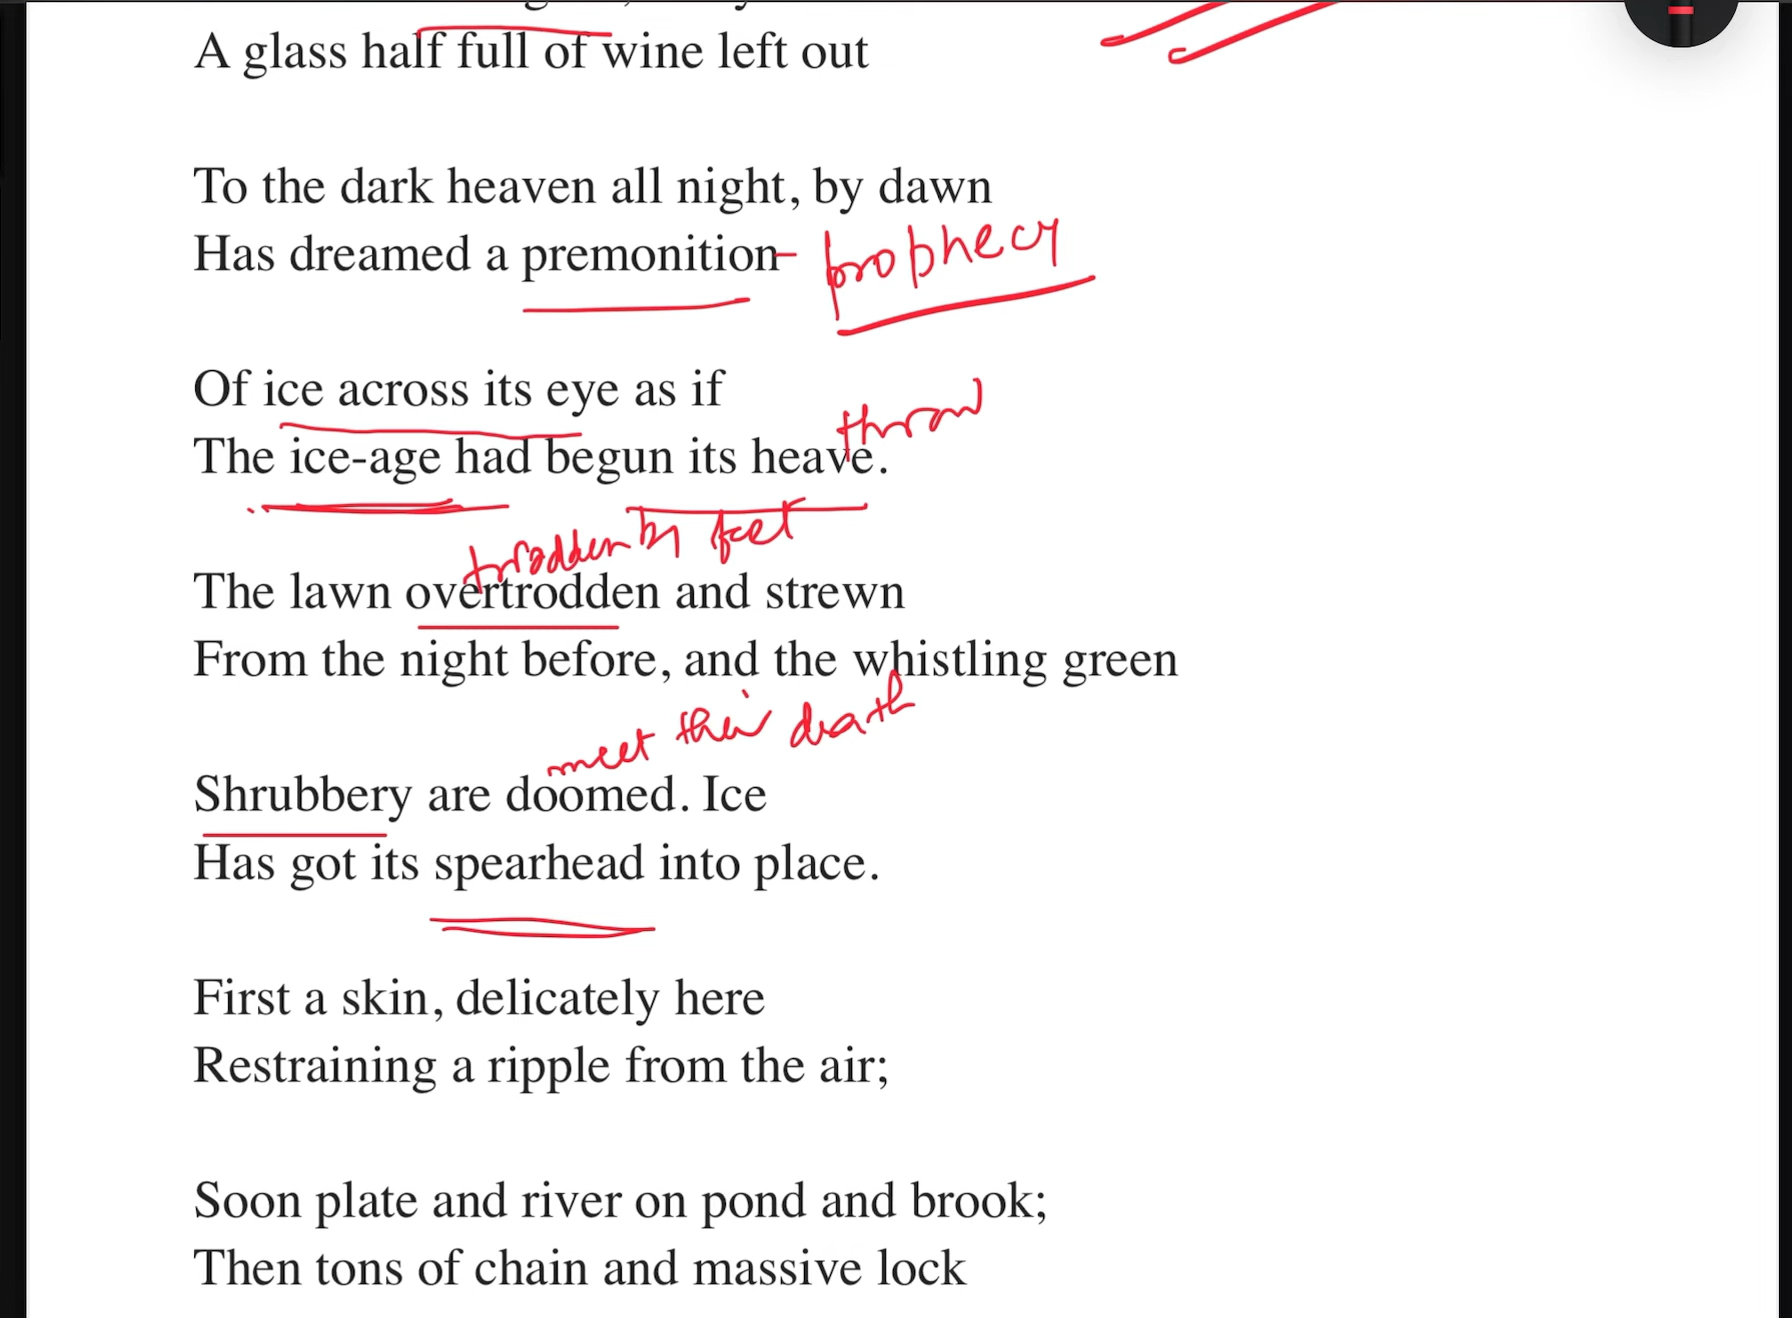 A glass half full of wine left out
To the dark heaven all night, by dawn
Has dreamed a premonition- prophecy
Of ice across its eye as if
throw
The ice-age had begun its heave.
trodden by feet
The lawn overtrodden and strewn
From the night before, and the whistling green
meet their death
Shrubbery are doomed. Ice
Has got its spearhead into place.
First a skin, delicately here
Restraining a ripple from the air;
Soon plate and river on pond and brook;
Then tons of chain and massive lock